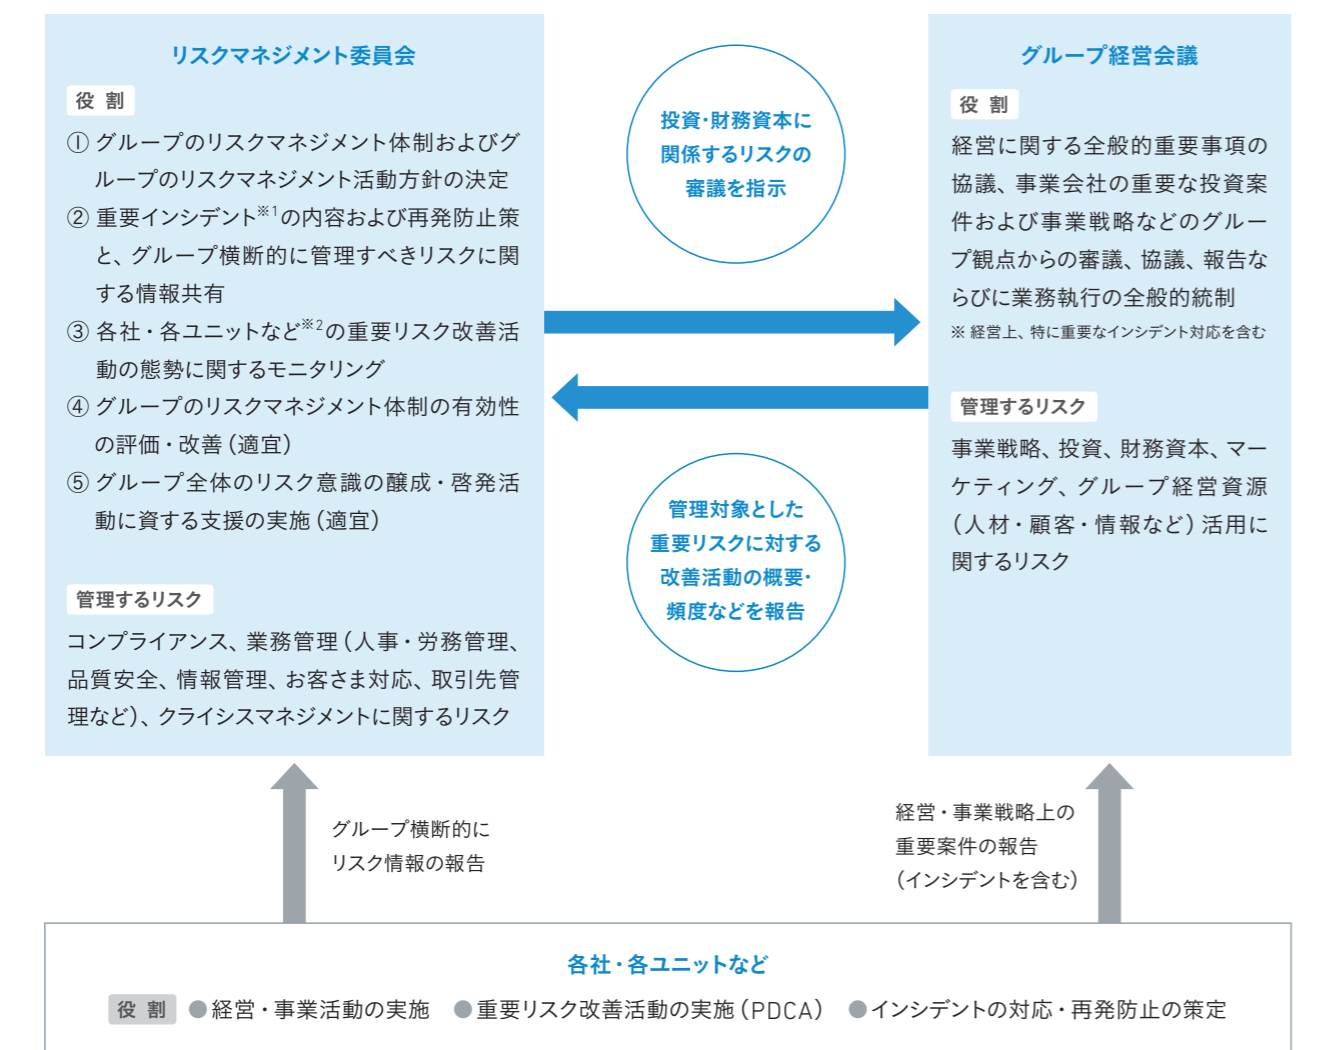 リスクマネジメント委員会
役 割
① グループのリスクマネジメント体制およびグ
ループのリスクマネジメント活動方針の決定
② 重要インシデント※1の内容および再発防止策
と、グループ横断的に管理すべきリスクに関
する情報共有
③ 各社・各ユニットなど※2の重要リスク改善活
動の態勢に関するモニタリング
④ グループのリスクマネジメント体制の有効性
の評価・改善（適宜）
⑤ グループ全体のリスク意識の醸成・啓発活
動に資する支援の実施（適宜）
管理するリスク
コンプライアンス、業務管理（人事・労務管理、
品質安全、情報管理、お客さま対応、取引先管
理など）、クライシスマネジメントに関するリスク
投資・財務資本に
関係するリスクの
審議を指示
管理対象とした
重要リスクに対する
改善活動の概要・
頻度などを報告
グループ経営会議
役 割
経営に関する全般的重要事項の
協議、事業会社の重要な投資案
件および事業戦略などのグルー
プ観点からの審議、協議、報告な
らびに業務執行の全般的統制
※ 経営上、特に重要なインシデント対応を含む
管理するリスク
事業戦略、投資、財務資本、マー
ケティング、グループ経営資源
（人材・顧客・情報など）活用に
関するリスク
グループ横断的に
リスク情報の報告
経営・事業戦略上の
重要案件の報告
（インシデントを含む）
各社・各ユニットなど
役 割 ●経営・事業活動の実施 ●重要リスク改善活動の実施（PDCA） ●インシデントの対応・再発防止の策定